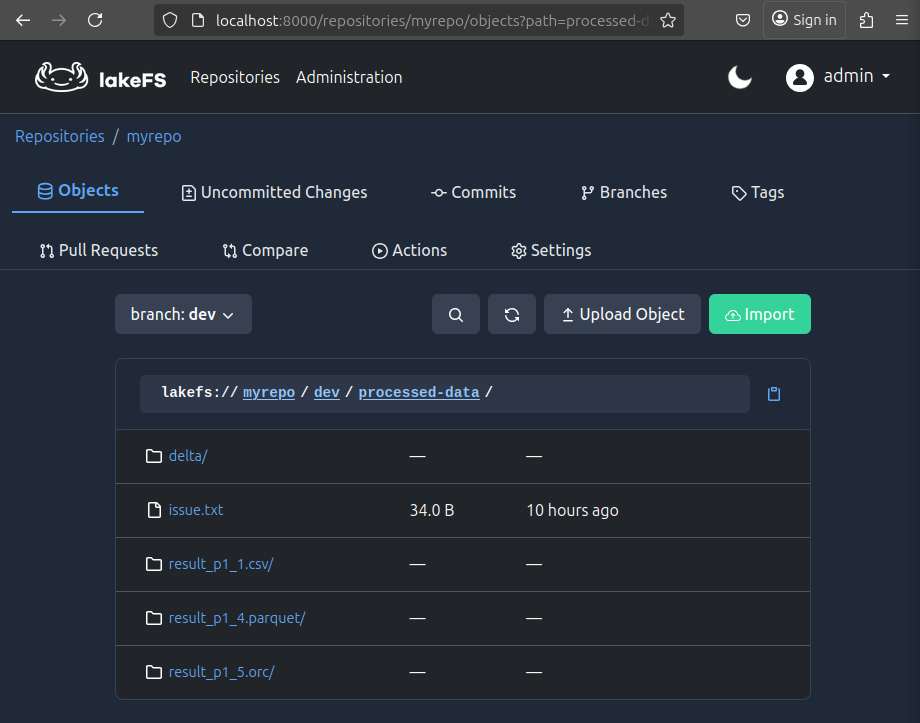 localhost:8000/repositories/myrepo/objects?path=processed-d
Sign in
lakeFS Repositories Administration admin
Repositories / myrepo
Objects Uncommitted Changes Commits Branches Tags
Pull Requests Compare Actions Settings
branch: dev Upload Object Import
lakefs:// myrepo / dev / processed-data /
delta/ — —
issue.txt 34.0 B 10 hours ago
result_p1_1.csv/ — —
result_p1_4.parquet/ — —
result_p1_5.orc/ — —